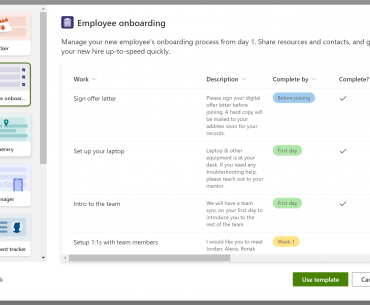 Employee onboarding
Manage your new employee's onboarding process from day 1. Share resources and contacts, and g
your new hire up-to-speed quickly.
cker
e onboar...
nerary
anager
ent tracker
Work
Description
Complete by
Complete?
Sign offer letter
Please sign your digital
offer letter before
joining. A hard copy
will be mailed to
your address soon for your
records.
Before joining
Set up your laptop
Laptop & other
equipment is at your
desk. If you need any
troubleshooting help,
please reach out to your
mentor.
First day
Intro to the team
We will have a team
sync on your first day to
introduce you to the
rest of the team
First day
Setup 1:1s with team members
I would like you to meet
Jordan, Alexis, Ronak
Week 1
Use template
Can